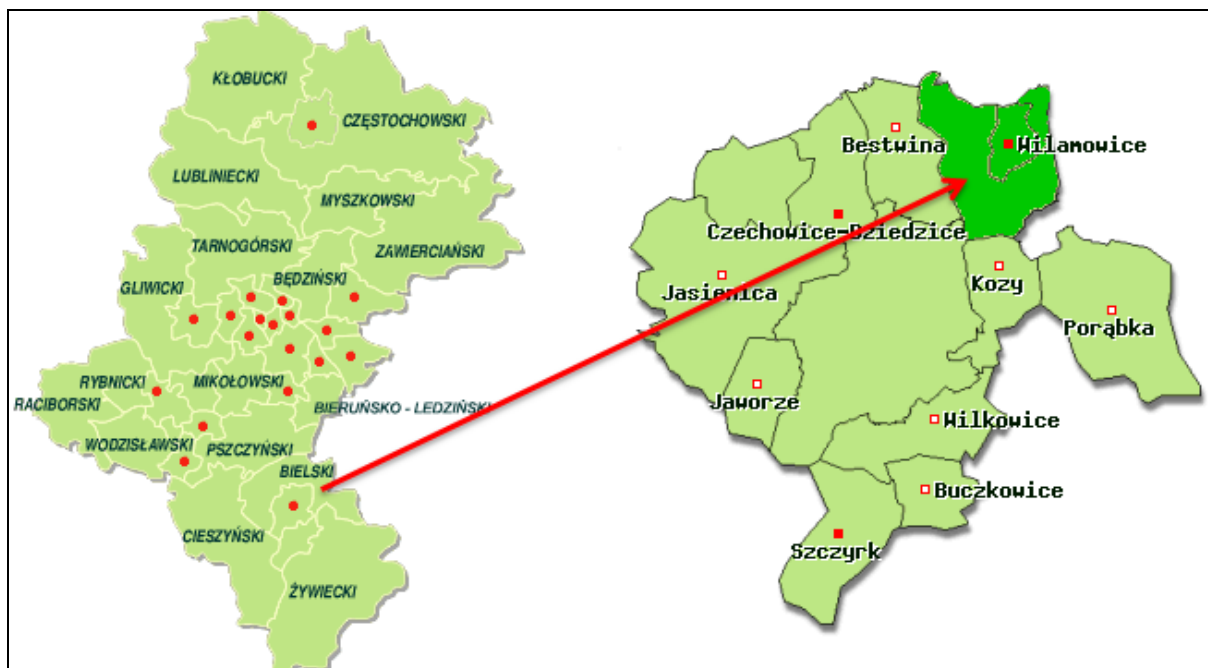 KŁOBUCKI
CZĘSTOCHOWSKI
LUBLINIECKI
MYSZKOWSKI
TARNOGÓRSKI
ZAWIERCIAŃSKI
BĘDZIŃSKI
GLIWICKI
RYBNICKI
MIKOŁOWSKI
RACIBORSKI
BIERUŃSKO - LEDZIŃSKI
WODZISŁAWSKI
PSZCZYŃSKI
BIELSKI
CIESZYŃSKI
ŻYWIECKI
Bestwina
Wilamowice
Czechowice-Dziedzice
Jasienica
Kozy
Porąbka
Jaworze
Wilkowice
Buczkowice
Szczyrk